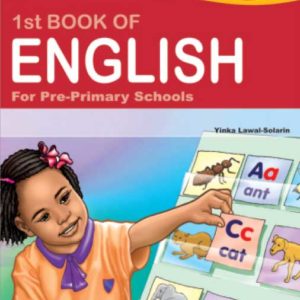 1st BOOK OF
ENGLISH
For Pre-Primary Schools
Yinka Lawal-Solarin
Aa
ant
Cc
cat